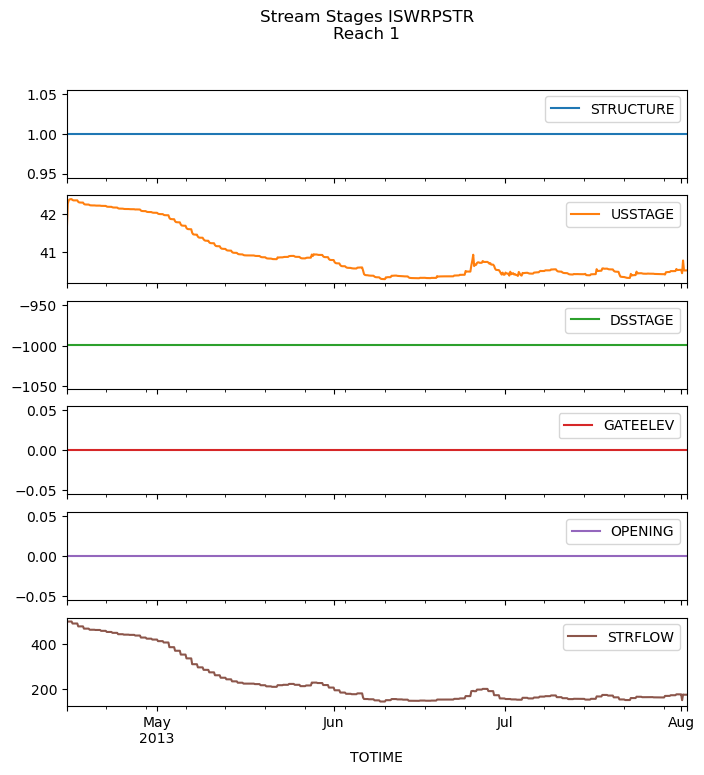 Stream Stages ISWRPSTR
Reach 1
1.05
1.00
0.95
STRUCTURE
42
41
USSTAGE
−950
−1000
−1050
DSSTAGE
0.05
0.00
−0.05
GATEELEV
0.05
0.00
−0.05
OPENING
400
200
STRFLOW
May
2013
Jun
Jul
Aug
TOTIME